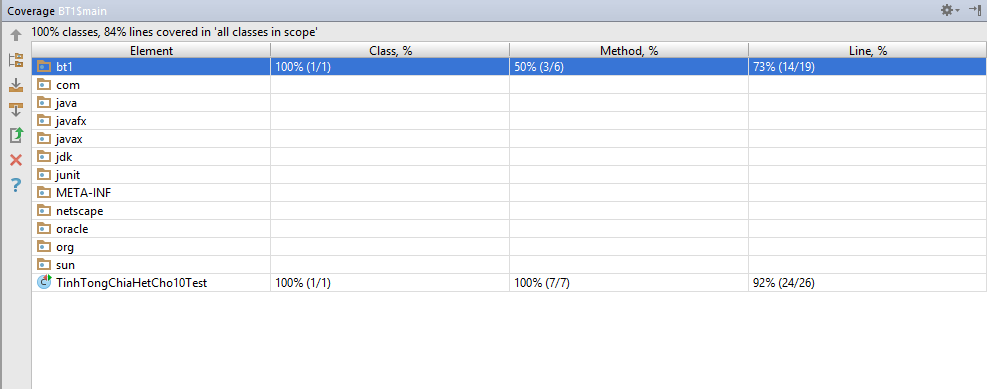 Coverage BT1$main
100% classes, 84% lines covered in 'all classes in scope'
Element Class, % Method, % Line, %
bt1 100% (1/1) 50% (3/6) 73% (14/19)
com
java
javafx
javax
jdk
junit
META-INF
netscape
oracle
org
sun
TinhTongChiaHetCho10Test 100% (1/1) 100% (7/7) 92% (24/26)